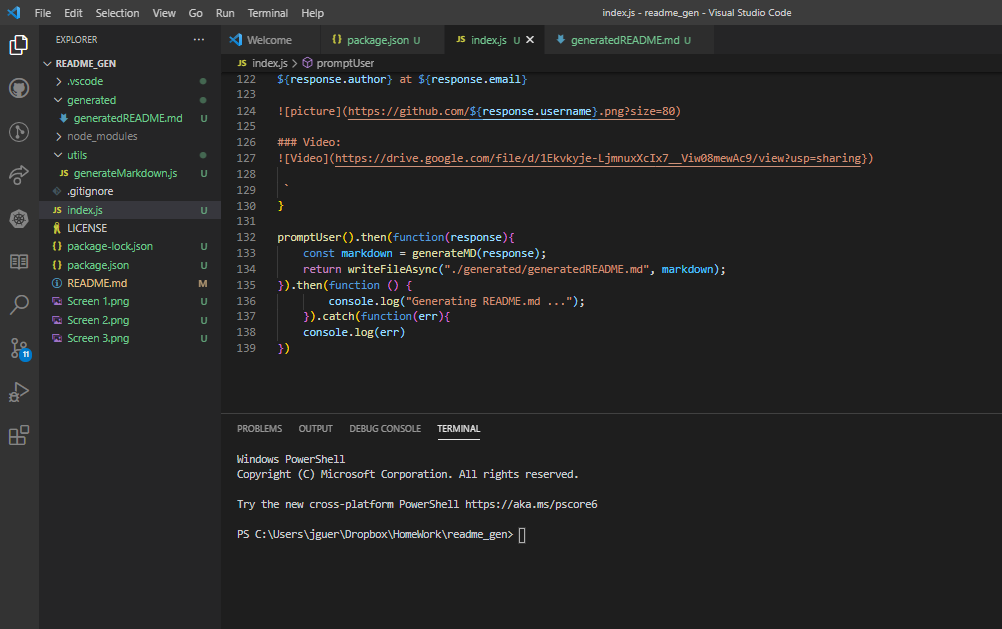 File Edit Selection View Go Run Terminal Help index.js - readme_gen - Visual Studio Code
EXPLORER ...
Welcome {} package.json U JS index.js U × generatedREADME.md U
JS index.js > promptUser
README_GEN
.vscode
generated
generatedREADME.md U
node_modules
utils
JS generateMarkdown.js U
.gitignore
JS index.js U
LICENSE
{} package-lock.json U
{} package.json U
README.md M
Screen 1.png U
Screen 2.png U
Screen 3.png U
11
122 ${response.author} at ${response.email}
123
124 ![picture](https://github.com/${response.username}.png?size=80)
125
126 ### Video:
127 ![Video](https://drive.google.com/file/d/1Ekvkyje-LjmnuxXcIx7__Viw08mewAc9/view?usp=sharing})
128
129 `
130 }
131
132 promptUser().then(function(response){
133 const markdown = generateMD(response);
134 return writeFileAsync("./generated/generatedREADME.md", markdown);
135 }).then(function () {
136 console.log("Generating README.md ...");
137 }).catch(function(err){
138 console.log(err)
139 })
PROBLEMS OUTPUT DEBUG CONSOLE TERMINAL
Windows PowerShell
Copyright (C) Microsoft Corporation. All rights reserved.
Try the new cross-platform PowerShell https://aka.ms/pscore6
PS C:\Users\jguer\Dropbox\HomeWork\readme_gen>